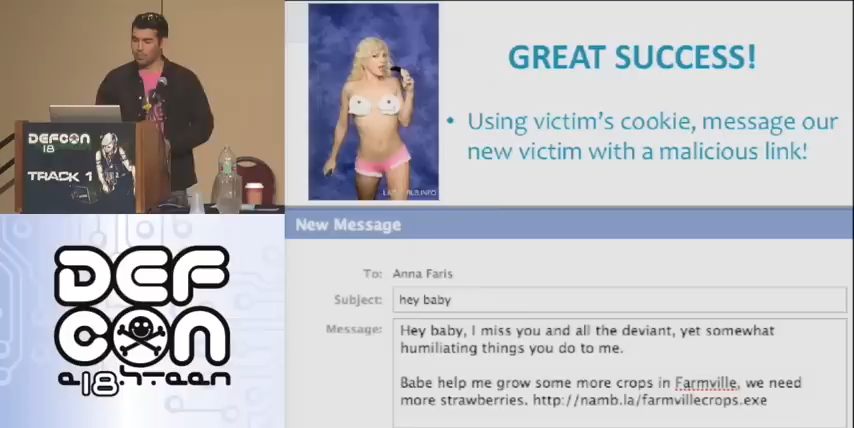 DEFCON
18
TRACK 1
GREAT SUCCESS!
• Using victim's cookie, message our
new victim with a malicious link!
New Message
To: Anna Faris
Subject: hey baby
Message: Hey baby, I miss you and all the deviant, yet somewhat
humiliating things you do to me.
Babe help me grow some more crops in Farmville, we need
more strawberries. http://namb.la/farmvillecrops.exe
DEF
CON
e18hteen